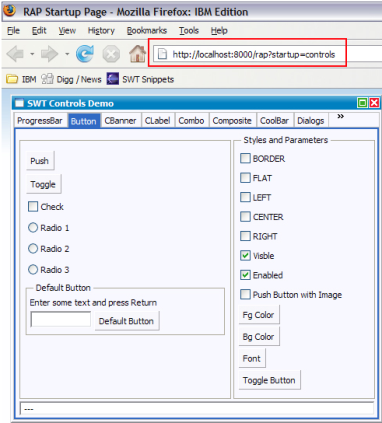 RAP Startup Page - Mozilla Firefox: IBM Edition
File Edit View History Bookmarks Tools Help
http://localhost:8000/rap?startup=controls
IBM Digg / News SWT Snippets
SWT Controls Demo
ProgressBar Button CBanner CLabel Combo Composite CoolBar Dialogs »
Push
Toggle
Check
Radio 1
Radio 2
Radio 3
Default Button
Enter some text and press Return
Default Button
Styles and Parameters
BORDER
FLAT
LEFT
CENTER
RIGHT
Visble
Enabled
Push Button with Image
Fg Color
Bg Color
Font
Toggle Button
---